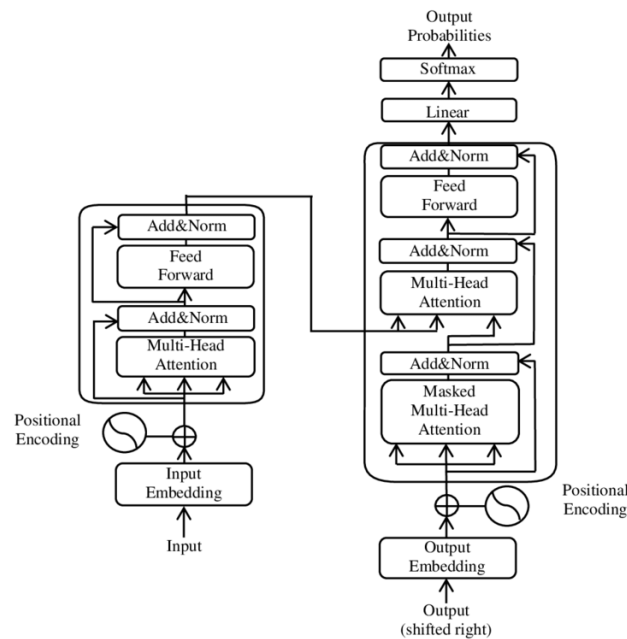 Output
Probabilities
Softmax
Linear
Add&Norm
Feed
Forward
Add&Norm
Multi-Head
Attention
Add&Norm
Masked
Multi-Head
Attention
Positional
Encoding
Output
Embedding
Output
(shifted right)
Add&Norm
Feed
Forward
Add&Norm
Multi-Head
Attention
Positional
Encoding
Input
Embedding
Input